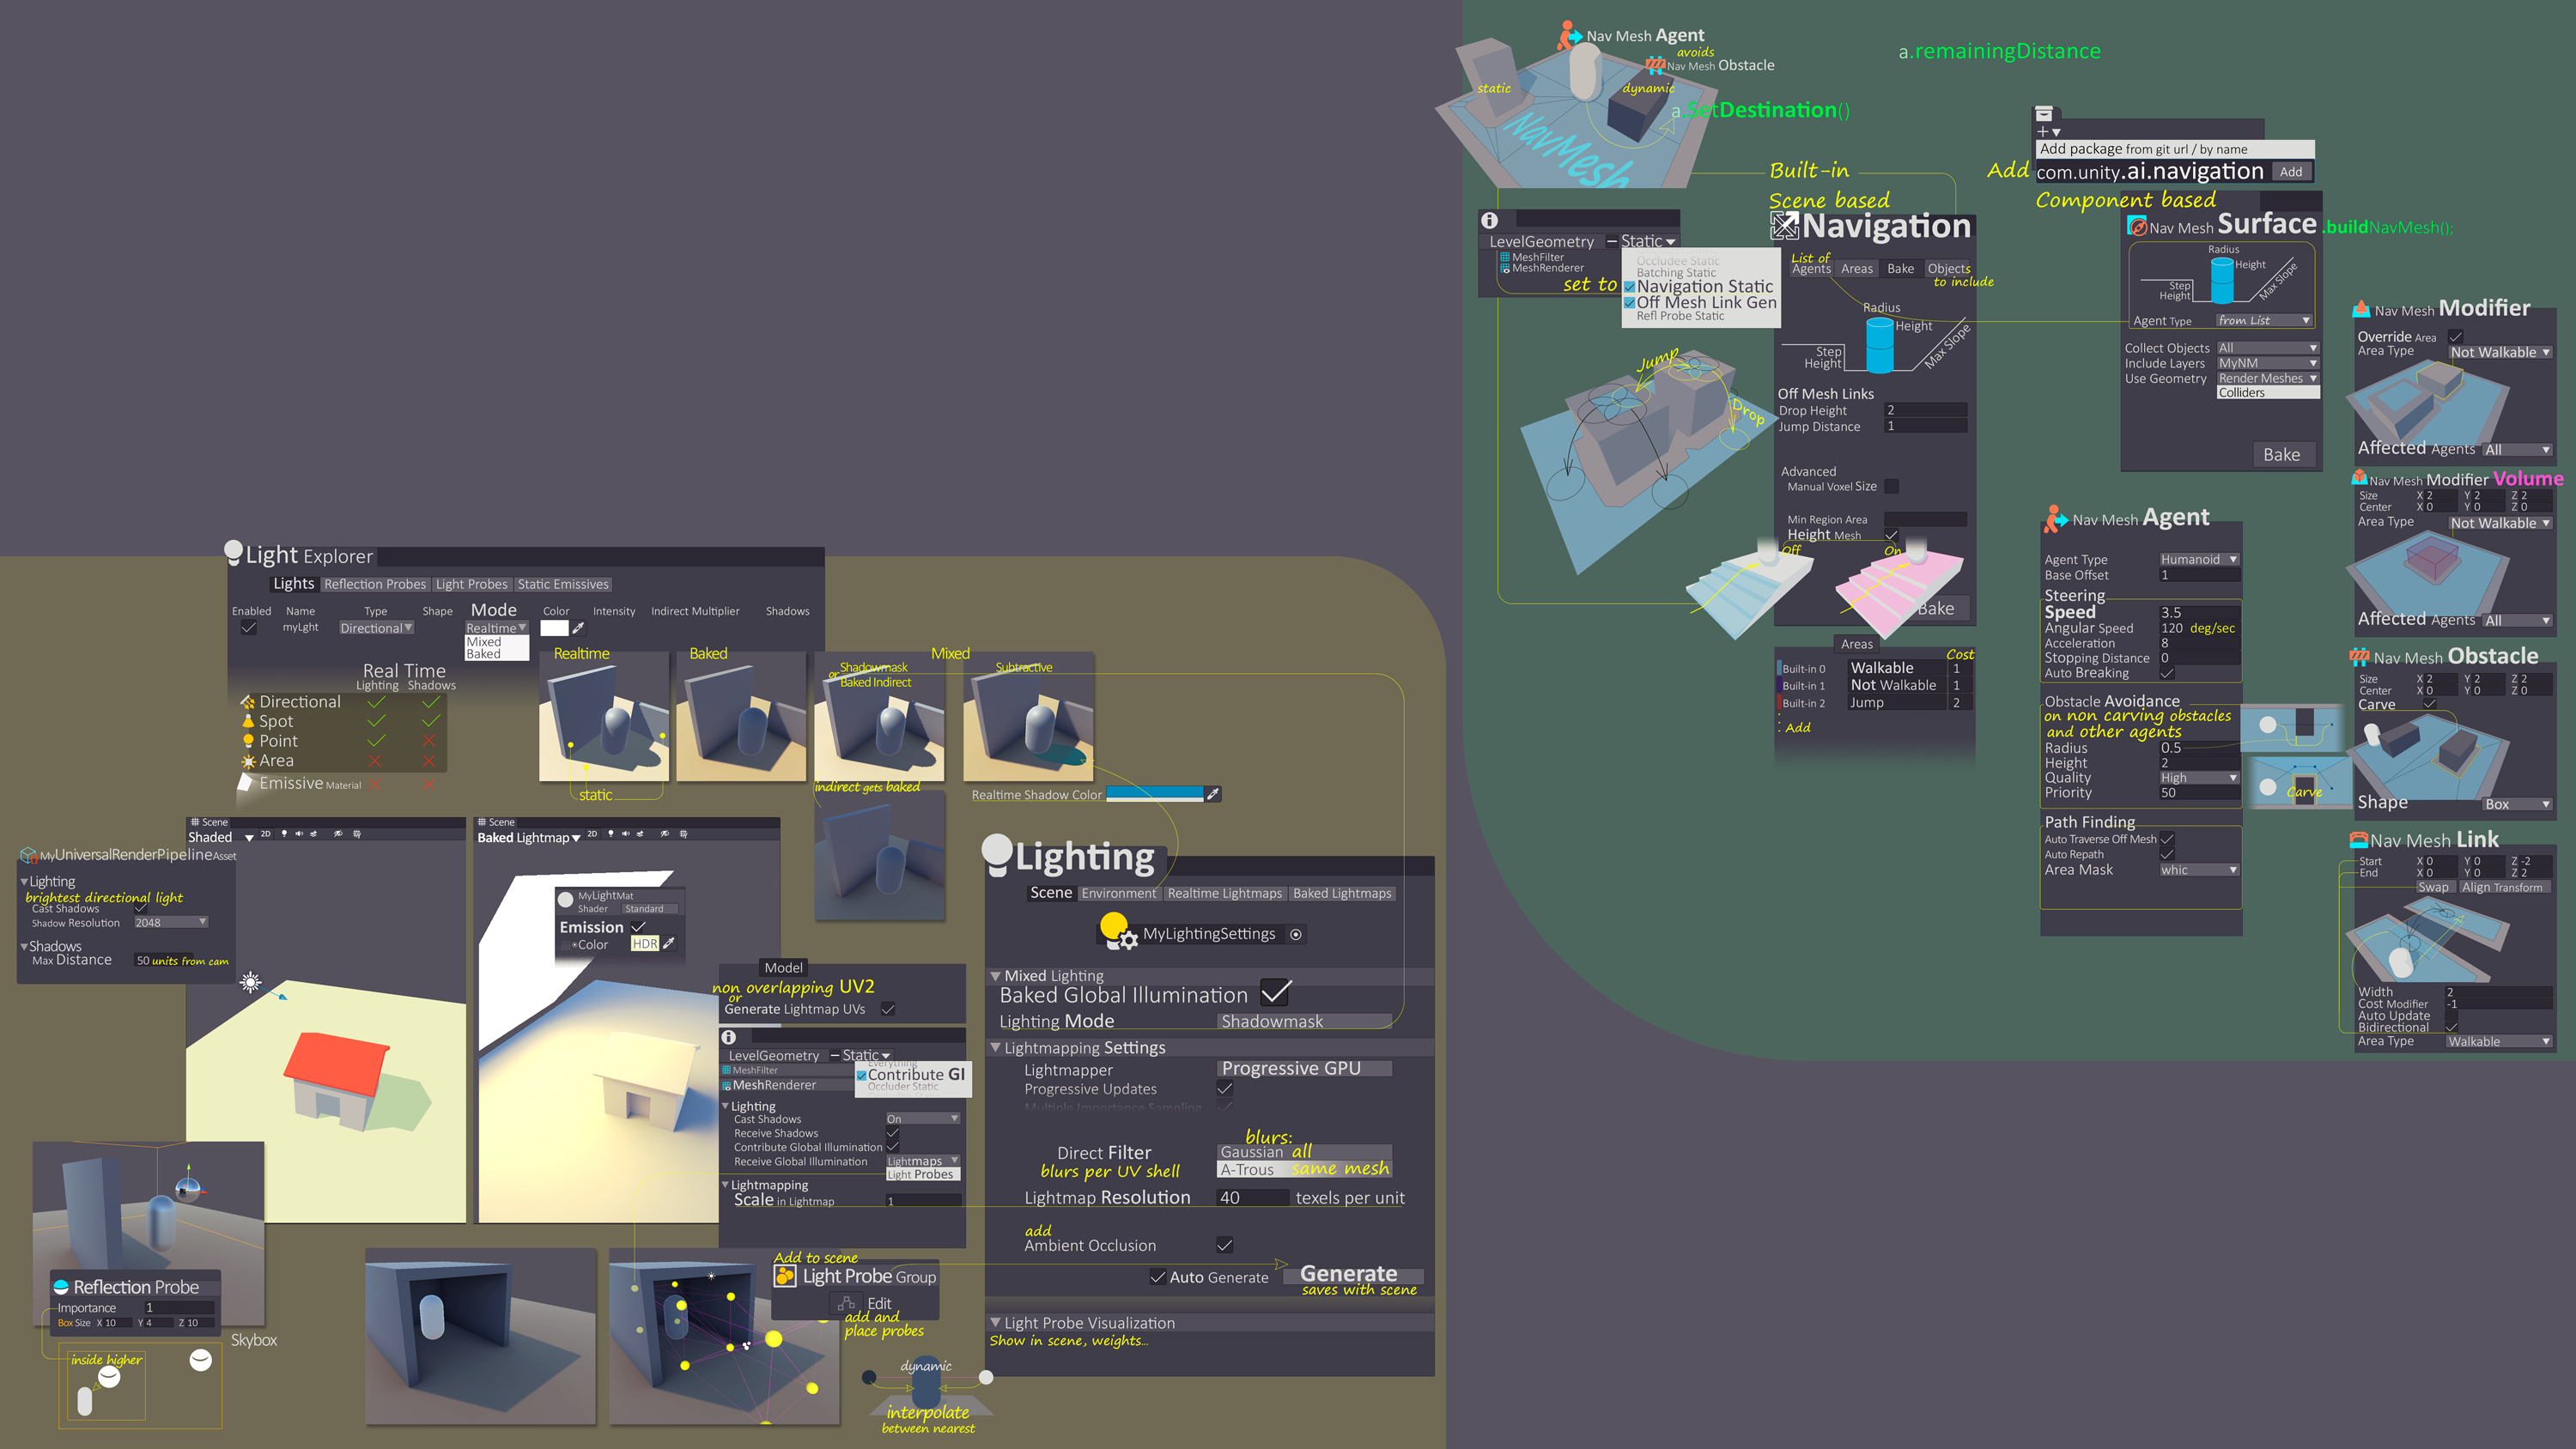 Nav Mesh Agent
avoids
Nav Mesh Obstacle
static
dynamic
NavMesh
a.SetDestination()
a.remainingDistance
Built-in
Scene based
Add
Add package from git url / by name
com.unity.ai.navigation
Add
Component based
LevelGeometry
Static
MeshFilter
MeshRenderer
set to
Occludee Static
Batching Static
Navigation Static
Off Mesh Link Gen
Refl Probe Static
Jump
Drop
Navigation
List of
Agents Areas Bake Objects
to include
Radius
Height
Step
Height
Max Slope
Off Mesh Links
Drop Height 2
Jump Distance 1
Advanced
Manual Voxel Size
Min Region Area
Height Mesh
Off
On
Bake
Areas
Cost
Built-in 0 Walkable 1
Built-in 1 Not Walkable 1
Built-in 2 Jump 2
: Add
Nav Mesh Surface
.buildNavMesh();
Radius
Height
Step
Height
Max Slope
Agent Type from List
Collect Objects All
Include Layers MyNM
Use Geometry Render Meshes
Colliders
Bake
Nav Mesh Modifier
Override Area
Area Type Not Walkable
Affected Agents All
Nav Mesh Modifier Volume
Size X 2 Y 2 Z 2
Center X 0 Y 0 Z 0
Area Type Not Walkable
Affected Agents All
Nav Mesh Obstacle
Size X 2 Y 2 Z 2
Center X 0 Y 0 Z 0
Carve
Shape Box
Nav Mesh Link
Start X 0 Y 0 Z -2
End X 0 Y 0 Z 2
Swap Align Transform
Width 2
Cost Modifier -1
Auto Update
Bidirectional
Area Type Walkable
Nav Mesh Agent
Agent Type Humanoid
Base Offset 1
Steering
Speed 3.5
Angular Speed 120 deg/sec
Acceleration 8
Stopping Distance 0
Auto Breaking
Obstacle Avoidance
on non carving obstacles
and other agents
Radius 0.5
Height 2
Quality High
Priority 50
Carve
Path Finding
Auto Traverse Off Mesh
Auto Repath
Area Mask whic
Light Explorer
Lights Reflection Probes Light Probes Static Emissives
Enabled Name Type Shape Mode Color Intensity Indirect Multiplier Shadows
myLght Directional Realtime
Mixed
Baked
Real Time
Lighting Shadows
Directional
Spot
Point
Area
Emissive Material
Realtime
Baked
Mixed
Shadowmask
or Baked Indirect
Subtractive
static
indirect gets baked
Realtime Shadow Color
MyUniversalRenderPipelineAsset
Lighting
brightest directional light
Cast Shadows
Shadow Resolution 2048
Shadows
Max Distance 50 units from cam
Scene
Shaded 2D
Scene
Baked Lightmap 2D
MyLightMat
Shader Standard
Emission
Color HDR
Model
non overlapping UV2
or
Generate Lightmap UVs
LevelGeometry Static
MeshFilter
MeshRenderer
Everything
Contribute GI
Occluder Static
Lighting
Cast Shadows On
Receive Shadows
Contribute Global Illumination
Receive Global Illumination Lightmaps
Light Probes
Lightmapping
Scale in Lightmap 1
Lighting
Scene Environment Realtime Lightmaps Baked Lightmaps
MyLightingSettings
Mixed Lighting
Baked Global Illumination
Lighting Mode Shadowmask
Lightmapping Settings
Lightmapper Progressive GPU
Progressive Updates
Multiple Importance Sampling
blurs:
Direct Filter Gaussian all
blurs per UV shell A-Trous same mesh
Lightmap Resolution 40 texels per unit
add
Ambient Occlusion
Auto Generate Generate
saves with scene
Light Probe Visualization
Show in scene, weights...
Reflection Probe
Importance 1
Box Size X 10 Y 4 Z 10
Skybox
inside higher
Add to scene
Light Probe Group
Edit
add and
place probes
dynamic
interpolate
between nearest